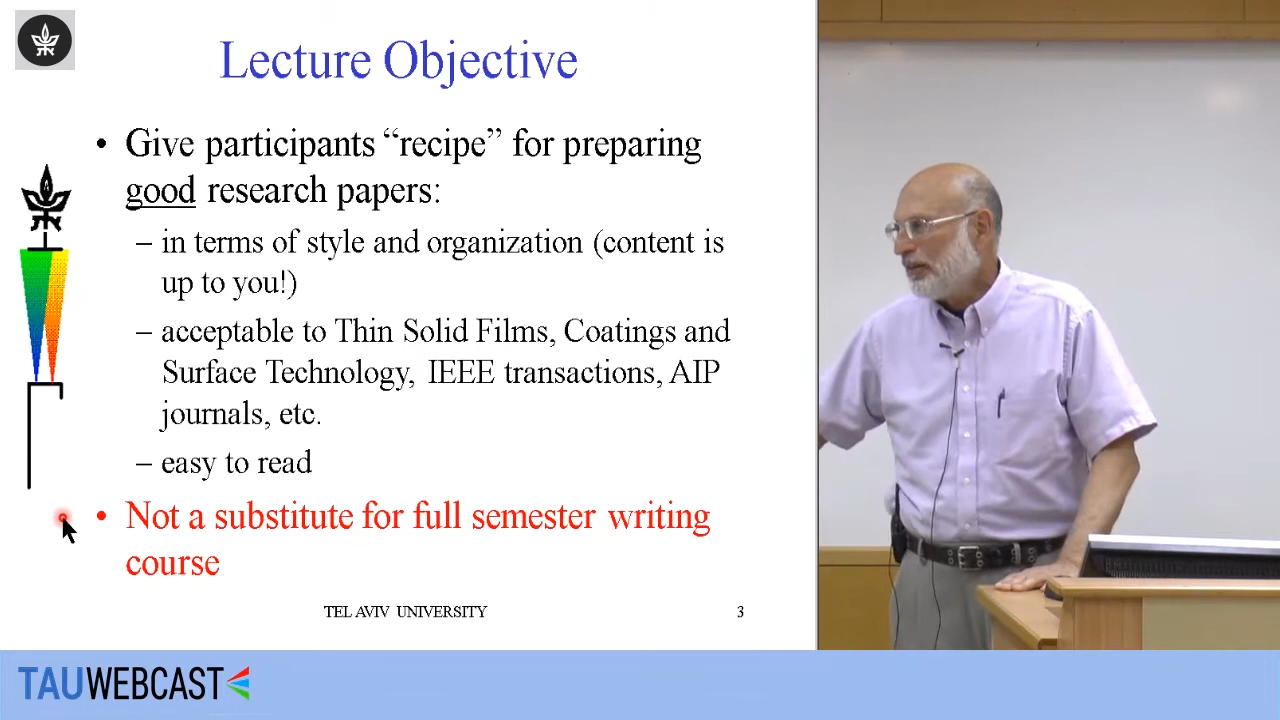 Lecture Objective
• Give participants “recipe” for preparing
good research papers:
– in terms of style and organization (content is
up to you!)
– acceptable to Thin Solid Films, Coatings and
Surface Technology, IEEE transactions, AIP
journals, etc.
– easy to read
• Not a substitute for full semester writing
course
TEL AVIV UNIVERSITY
3
TAUWEBCAST